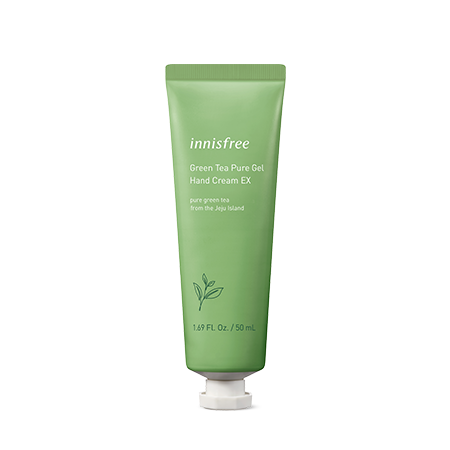 innisfree
Green Tea Pure Gel
Hand Cream EX
pure green tea
from the Jeju Island
1.69 FL. Oz. / 50 mL